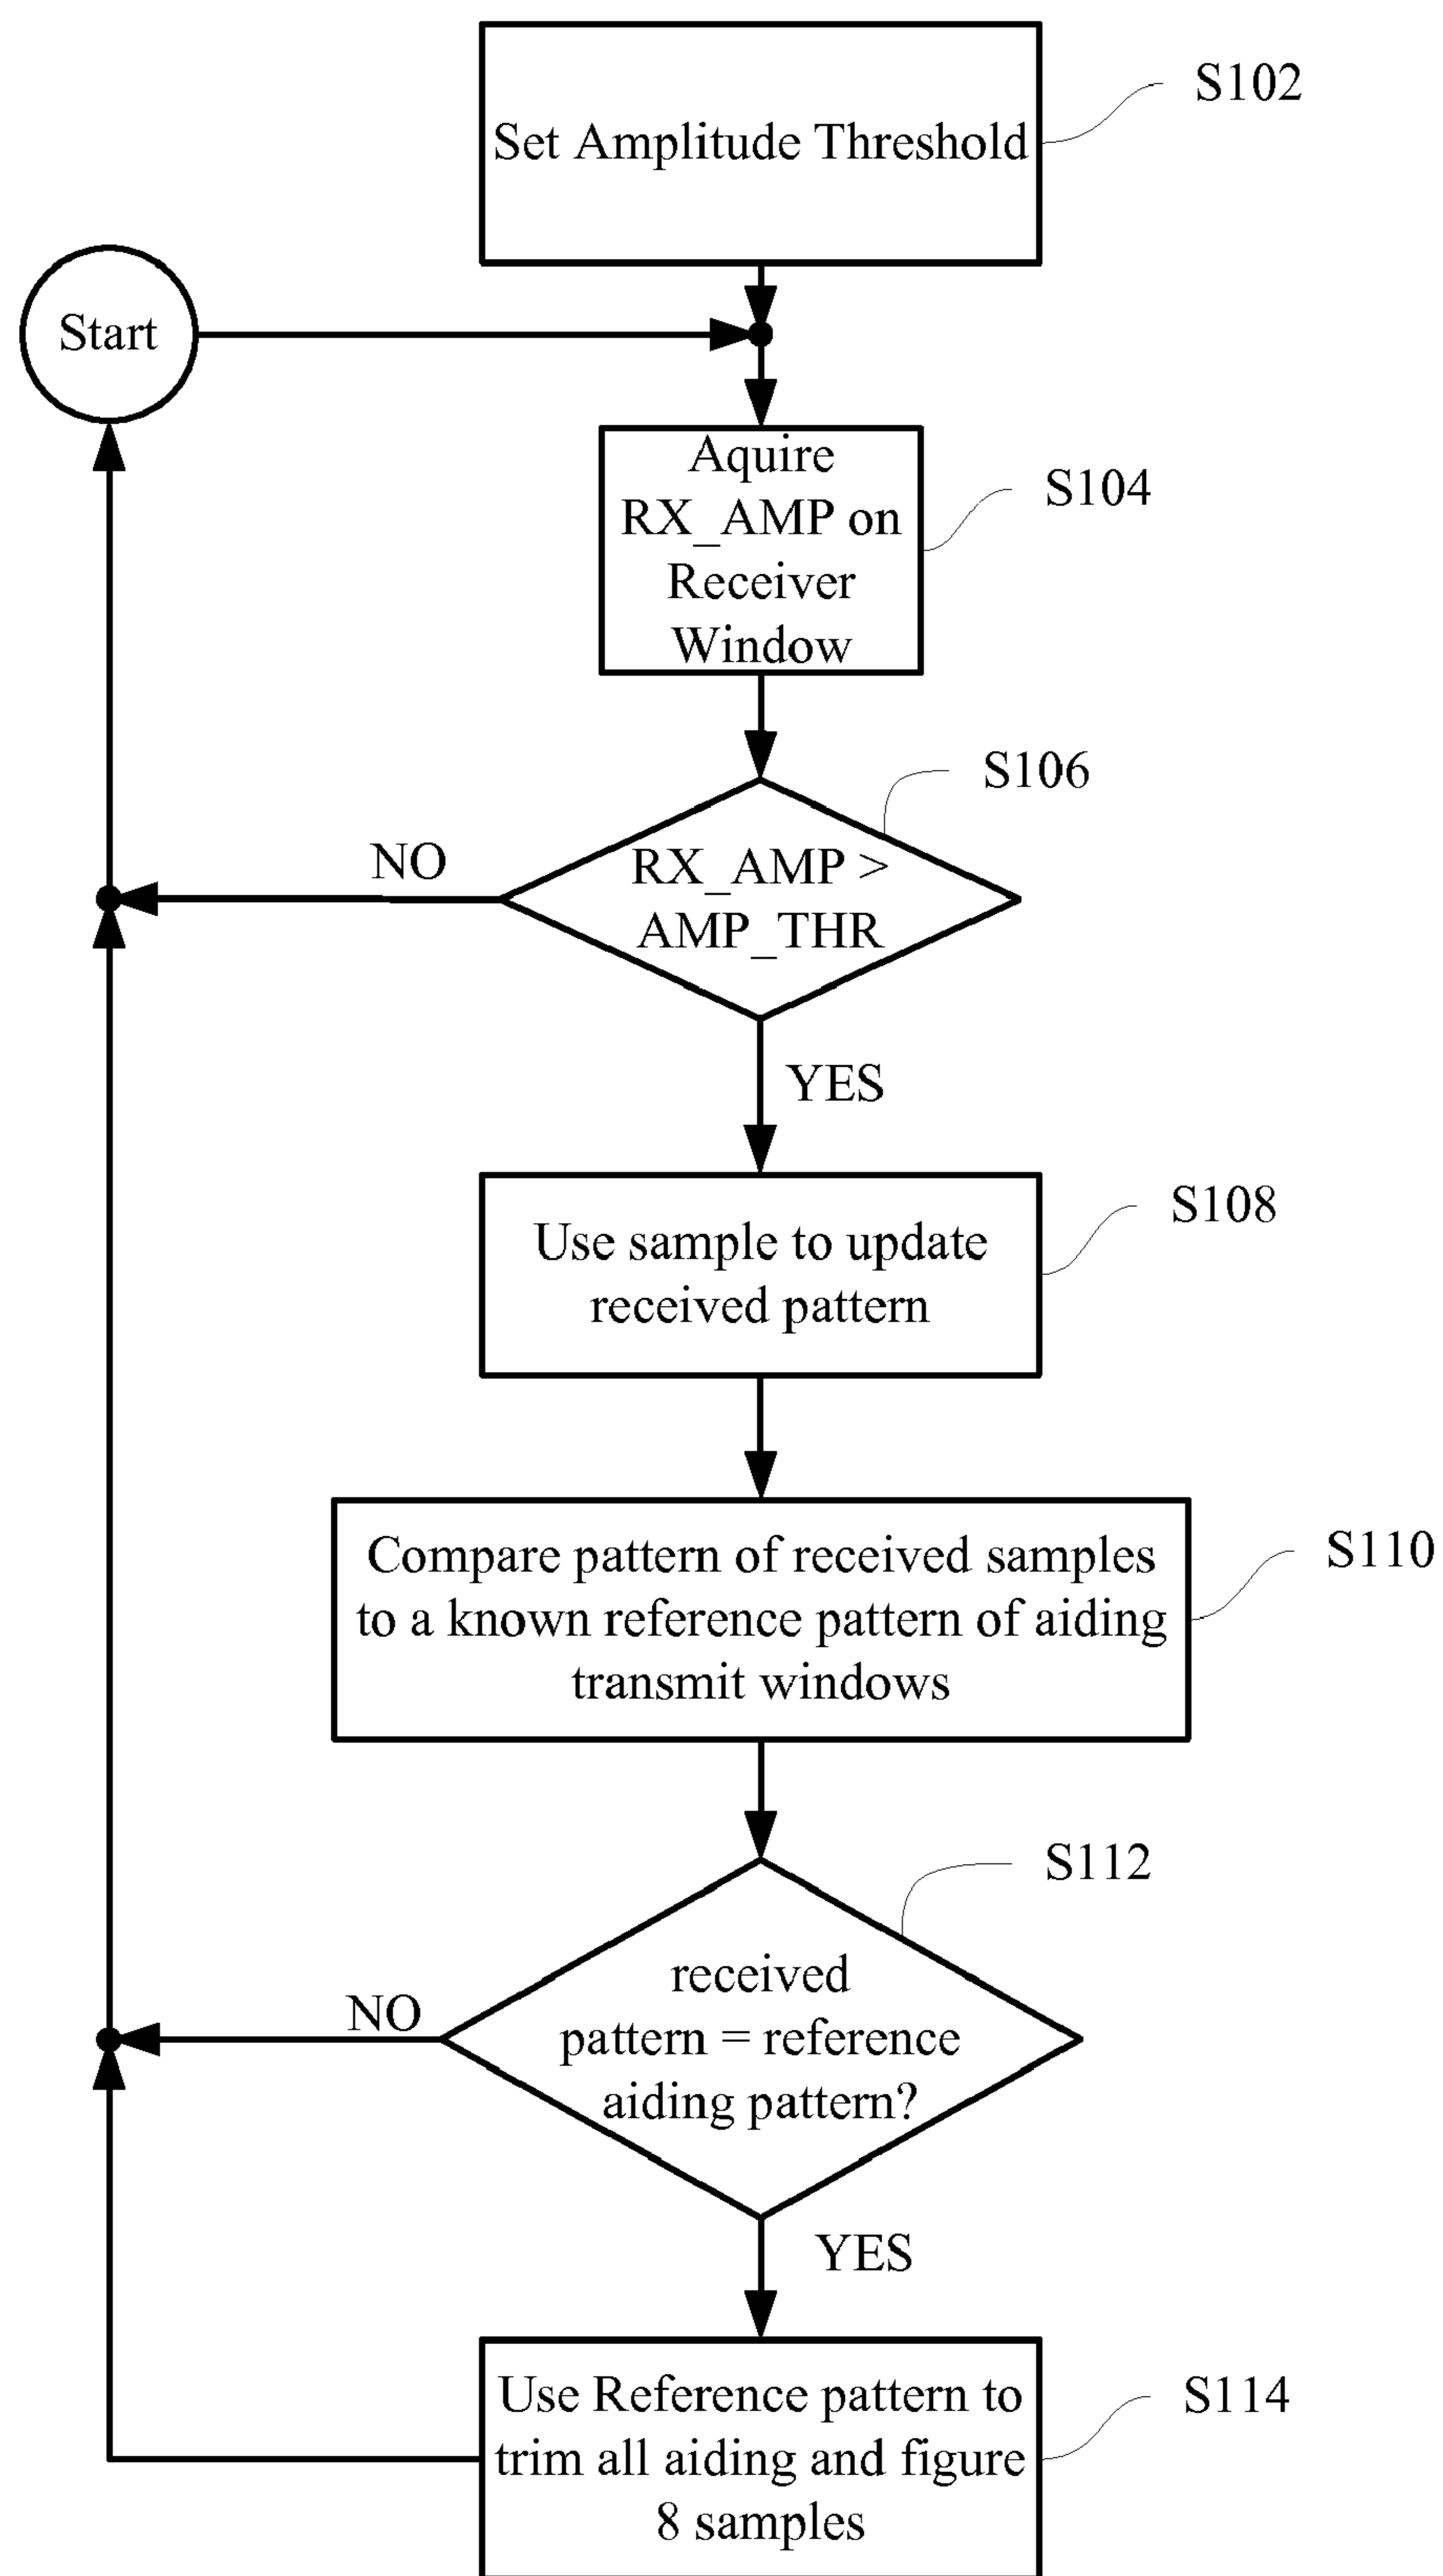 S102
Set Amplitude Threshold
Start
Aquire
RX_AMP on
Receiver
Window
S104
S106
NO
RX_AMP >
AMP_THR
YES
S108
Use sample to update
received pattern
S110
Compare pattern of received samples
to a known reference pattern of aiding
transmit windows
S112
received
pattern = reference
aiding pattern?
NO
YES
Use Reference pattern to
trim all aiding and figure
8 samples
S114